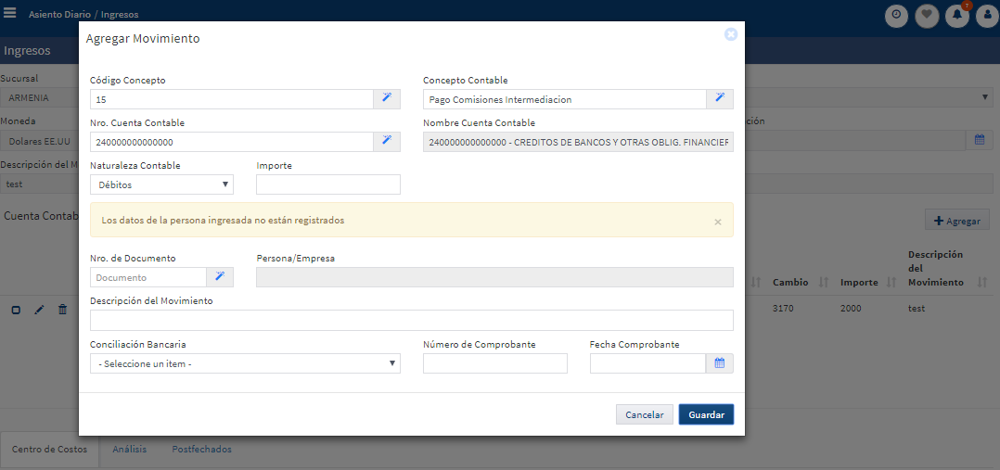 Asiento Diario / Ingresos
7
Ingresos
Sucursal
ARMENIA
Moneda
Dolares EE.UU
Descripción del M
test
Cuenta Contab
Agregar Movimiento
Código Concepto
Concepto Contable
15
Pago Comisiones Intermediacion
Nro. Cuenta Contable
Nombre Cuenta Contable
240000000000000
240000000000000 - CREDITOS DE BANCOS Y OTRAS OBLIG. FINANCIER
Naturaleza Contable
Importe
Débitos
Los datos de la persona ingresada no están registrados
×
Nro. de Documento
Persona/Empresa
Documento
Descripción del Movimiento
Conciliación Bancaria
Número de Comprobante
Fecha Comprobante
- Seleccione un item -
Cancelar
Guardar
ción
+ Agregar
Cambio
Importe
Descripción
del
Movimiento
3170
2000
test
Centro de Costos
Análisis
Postfechados